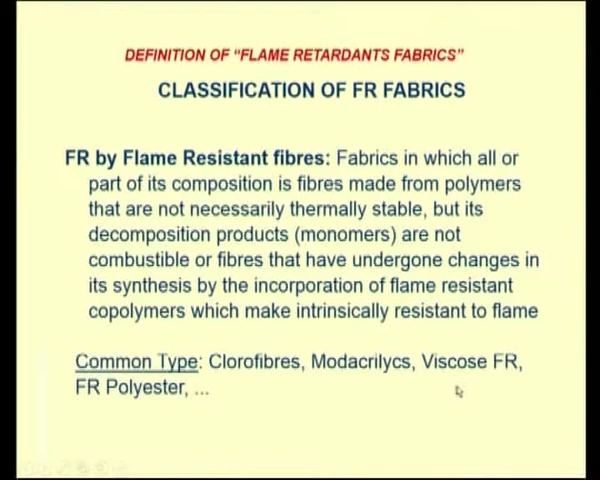 DEFINITION OF “FLAME RETARDANTS FABRICS”
CLASSIFICATION OF FR FABRICS
FR by Flame Resistant fibres: Fabrics in which all or
part of its composition is fibres made from polymers
that are not necessarily thermally stable, but its
decomposition products (monomers) are not
combustible or fibres that have undergone changes in
its synthesis by the incorporation of flame resistant
copolymers which make intrinsically resistant to flame
Common Type: Clorofibres, Modacrilycs, Viscose FR,
FR Polyester, ...